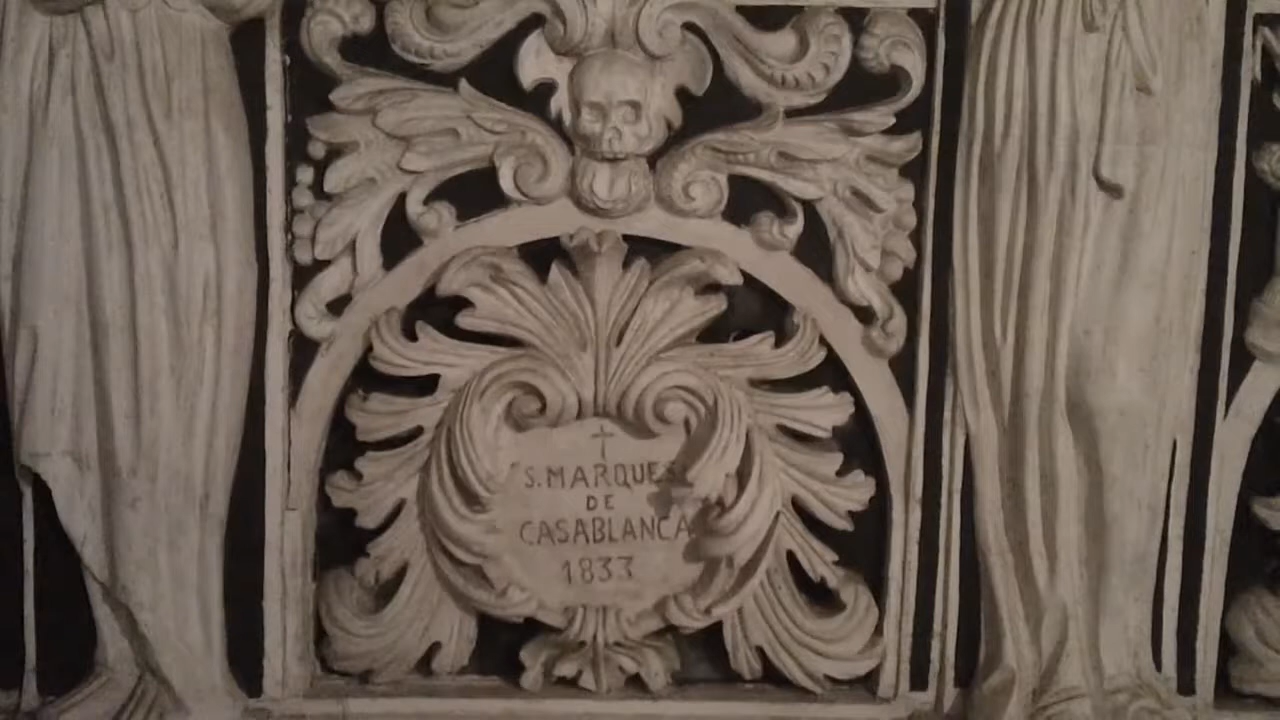 †
S. MARQUES
DE
CASABLANCA
1833